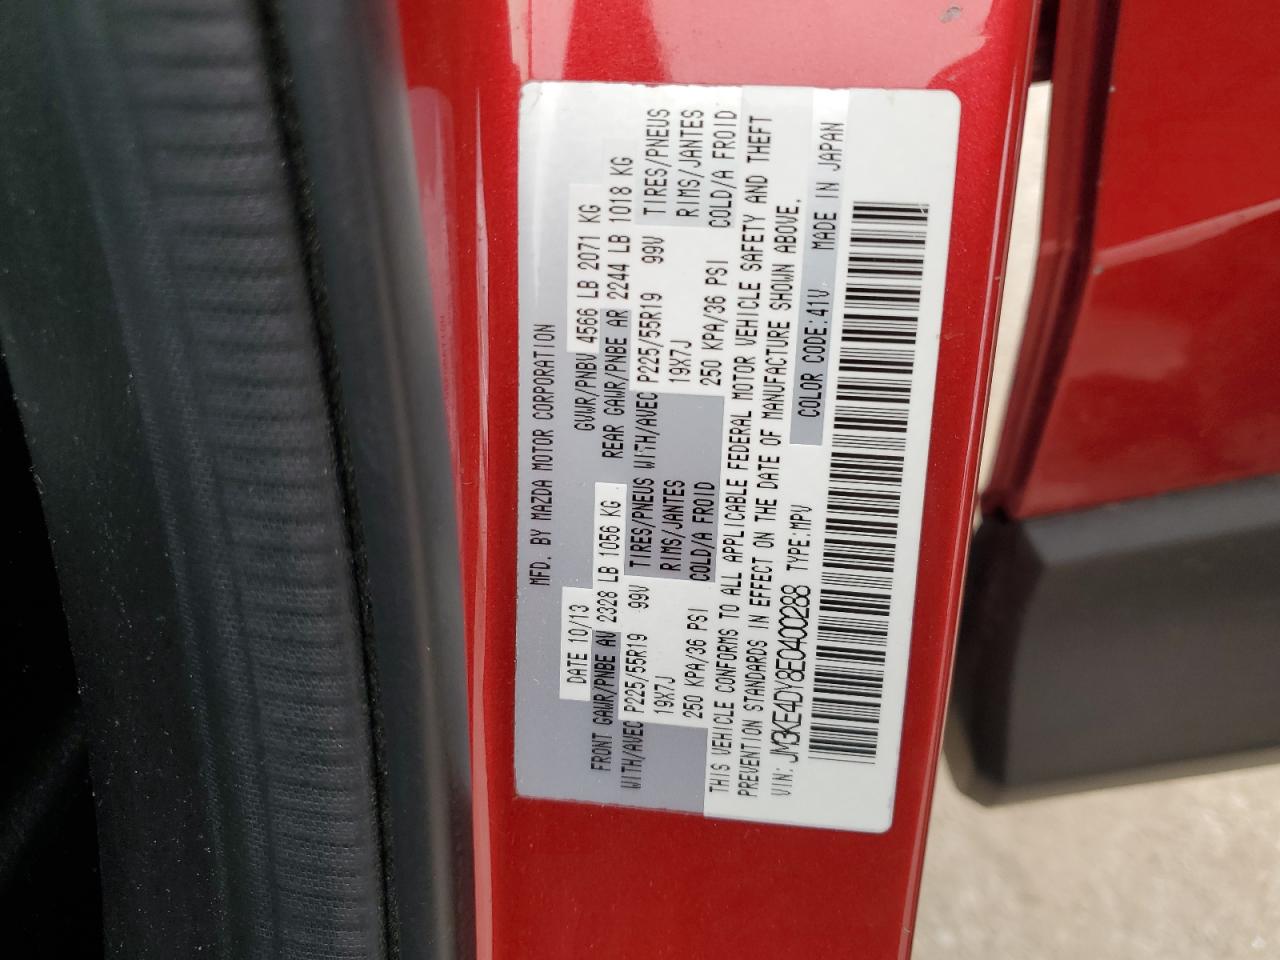 MFD. BY MAZDA MOTOR CORPORATION
DATE 10/13 GVWR/PNBV 4566 LB 2071 KG
FRONT GAWR/PNBE AV 2328 LB 1056 KG REAR GAWR/PNBE AR 2244 LB 1018 KG
WITH/AVEC P225/55R19 99V TIRES/PNEUS WITH/AVEC P225/55R19 99V TIRES/PNEUS
19X7J RIMS/JANTES 19X7J RIMS/JANTES
250 KPA/36 PSI COLD/A FROID 250 KPA/36 PSI COLD/A FROID
THIS VEHICLE CONFORMS TO ALL APPLICABLE FEDERAL MOTOR VEHICLE SAFETY AND THEFT
PREVENTION STANDARDS IN EFFECT ON THE DATE OF MANUFACTURE SHOWN ABOVE.
VIN: JM3KE4DY8E0400288 TYPE:MPV COLOR CODE:41V MADE IN JAPAN